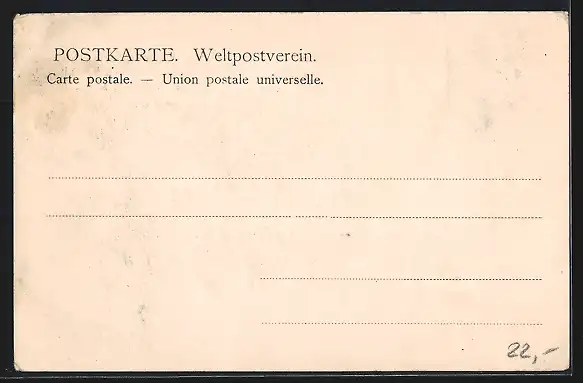 POSTKARTE. Weltpostverein.
Carte postale. — Union postale universelle.
22,-